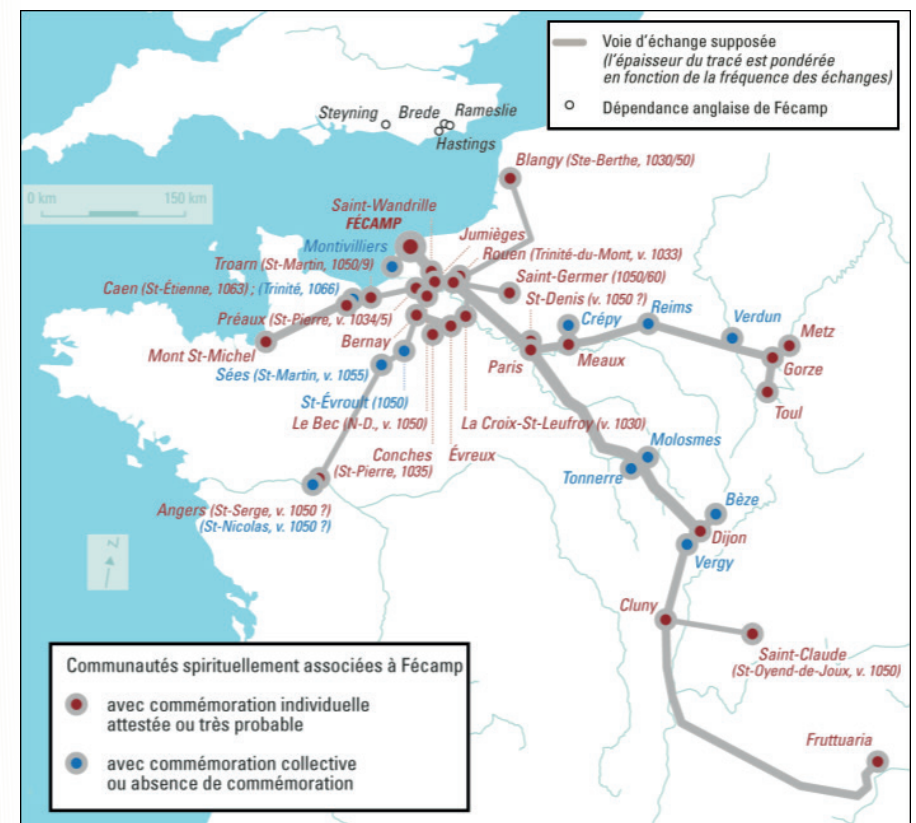 Voie d'échange supposée
(l'épaisseur du tracé est pondérée
en fonction de la fréquence des échanges)
Dépendance anglaise de Fécamp
Steyning
Brede
Rameslie
Hastings
Blangy (Ste-Berthe, 1030/50)
0 km
150 km
Saint-Wandrille
FÉCAMP
Jumièges
Montivilliers
Rouen (Trinité-du-Mont, v. 1033)
Troarn (St-Martin, 1050/9)
Saint-Germer (1050/60)
Caen (St-Étienne, 1063) ; (Trinité, 1066)
St-Denis (v. 1050 ?)
Préaux (St-Pierre, v. 1034/5)
Crépy
Reims
Verdun
Metz
Bernay
Mont St-Michel
Paris
Meaux
Gorze
Sées (St-Martin, v. 1055)
Toul
St-Évroult (1050)
Le Bec (N-D., v. 1050)
La Croix-St-Leufroy (v. 1030)
Molosmes
Conches
(St-Pierre, 1035)
Évreux
Tonnerre
Bèze
Angers (St-Serge, v. 1050 ?)
(St-Nicolas, v. 1050 ?)
Dijon
Vergy
N
Cluny
Saint-Claude
(St-Oyend-de-Joux, v. 1050)
Fruttuaria
Communautés spirituellement associées à Fécamp
avec commémoration individuelle
attestée ou très probable
avec commémoration collective
ou absence de commémoration